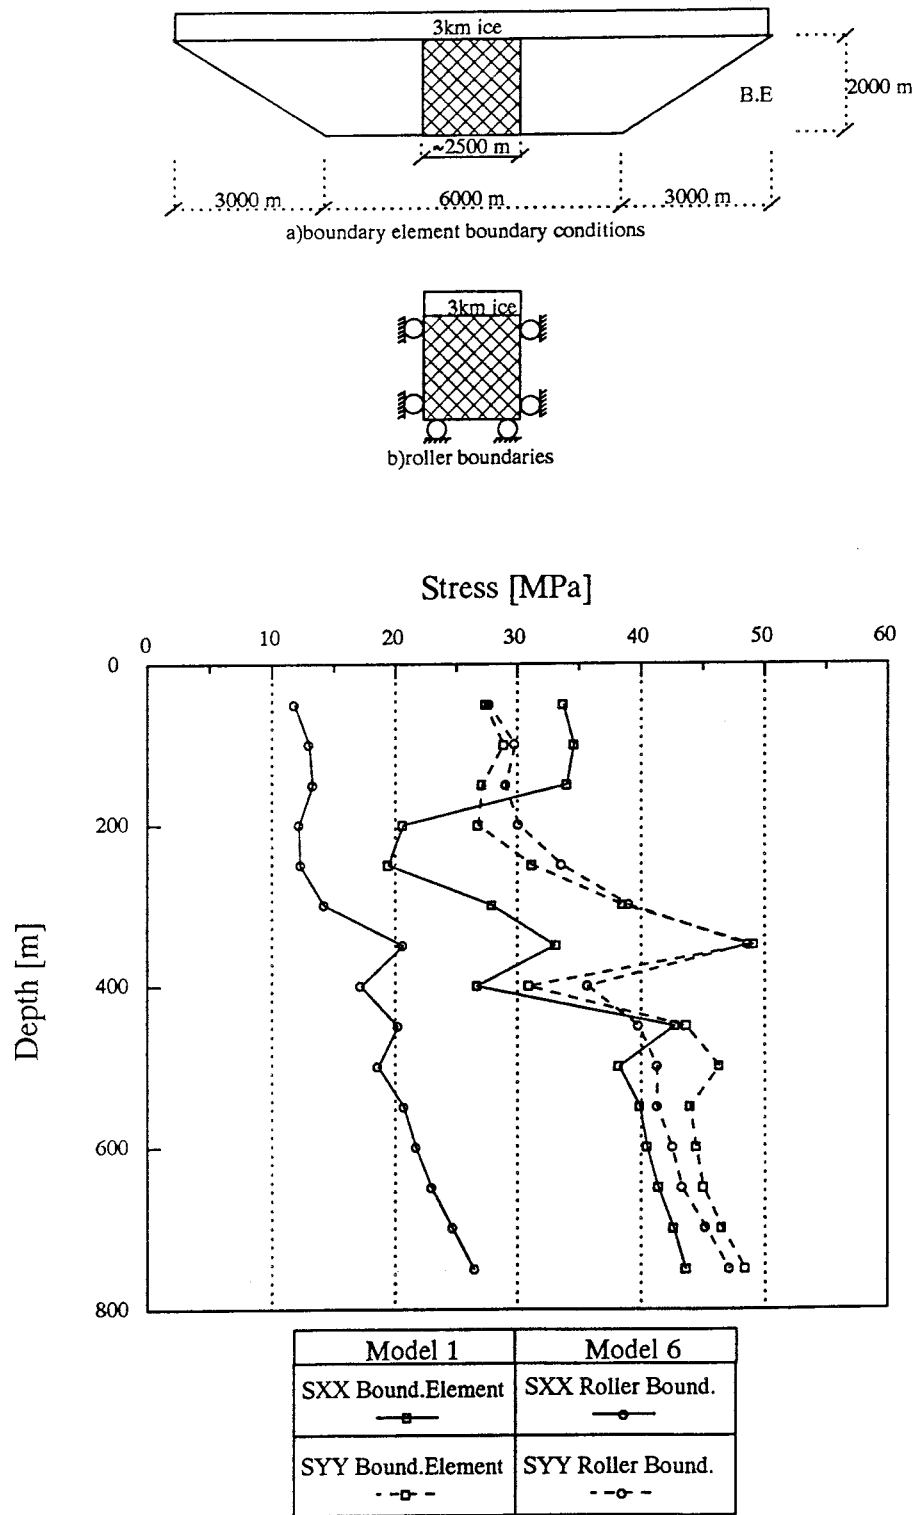 3km ice
B.E
2000 m
~2500 m
3000 m
6000 m
3000 m
a)boundary element boundary conditions
3km ice
b)roller boundaries
Stress [MPa]
0 10 20 30 40 50 60
0
200
400
600
800
Depth [m]
Model 1 Model 6
SXX Bound.Element SXX Roller Bound.
SYY Bound.Element SYY Roller Bound.